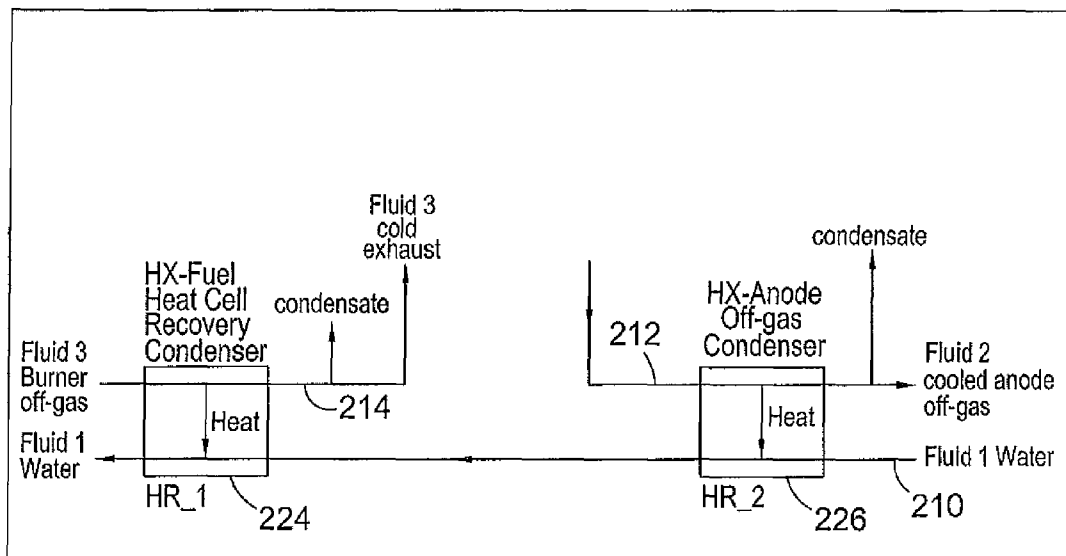 Fluid 3
cold
exhaust
condensate
HX-Fuel
Heat Cell
Recovery
Condenser
condensate
HX-Anode
Off-gas
Condenser
212
Fluid 3
Burner
off-gas
214
Heat
Fluid 2
cooled anode
off-gas
Heat
Fluid 1
Water
Fluid 1 Water
HR_1
224
HR_2
226
210